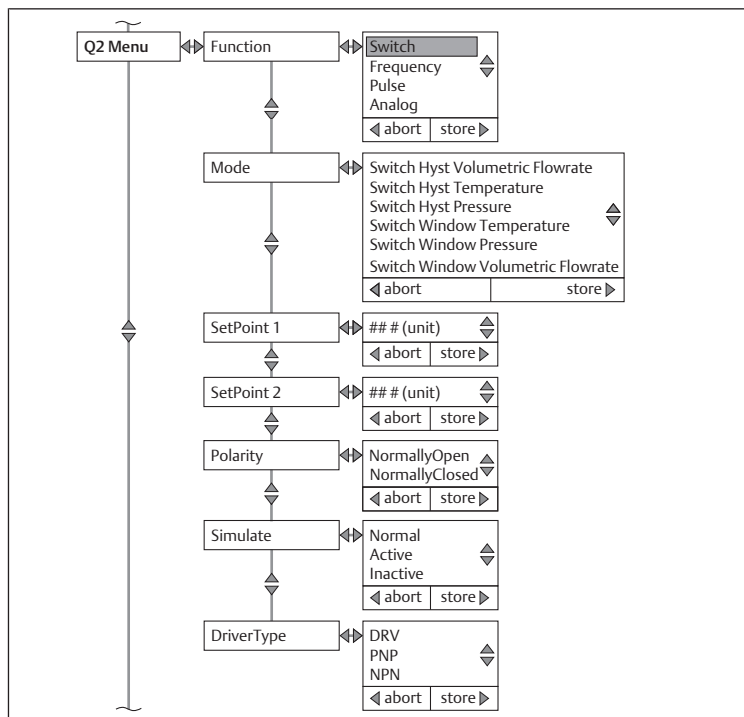 Q2 Menu
Function
Switch
Frequency
Pulse
Analog
abort store
Mode
Switch Hyst Volumetric Flowrate
Switch Hyst Temperature
Switch Hyst Pressure
Switch Window Temperature
Switch Window Pressure
Switch Window Volumetric Flowrate
abort store
SetPoint 1
### (unit)
abort store
SetPoint 2
### (unit)
abort store
Polarity
NormallyOpen
NormallyClosed
abort store
Simulate
Normal
Active
Inactive
abort store
DriverType
DRV
PNP
NPN
abort store